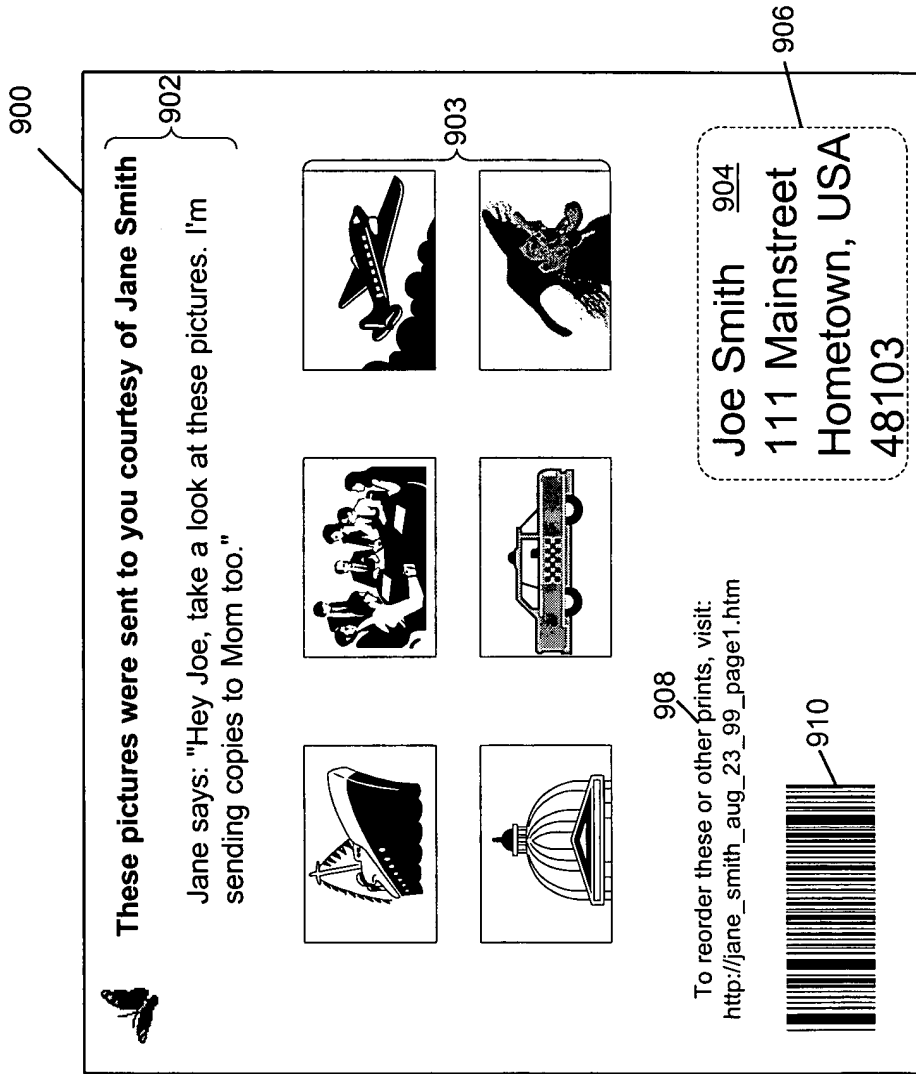 900
These pictures were sent to you courtesy of Jane Smith
902
Jane says: "Hey Joe, take a look at these pictures. I'm
sending copies to Mom too."
903
908
To reorder these or other prints, visit:
http://jane_smith_aug_23_99_page1.htm
910
Joe Smith 904
111 Mainstreet
Hometown, USA
48103
906